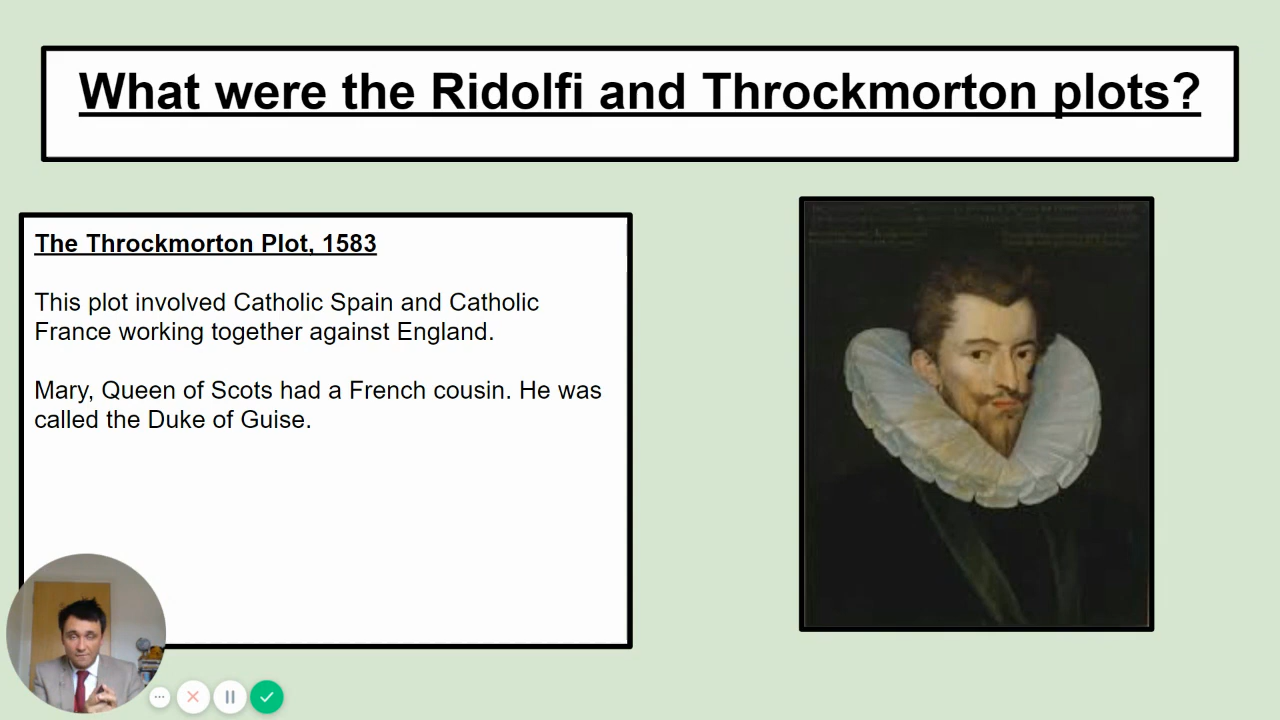 What were the Ridolfi and Throckmorton plots?
The Throckmorton Plot, 1583
This plot involved Catholic Spain and Catholic
France working together against England.
Mary, Queen of Scots had a French cousin. He was
called the Duke of Guise.